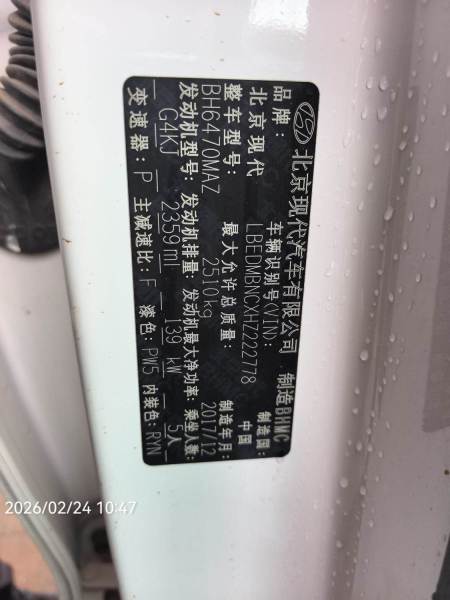 北京现代汽车有限公司 制造 BHMC
品牌: 车辆识别号(VIN): 制造国:
北京现代 LBEDMBNCXHZ222778 中国
整车型号: 最大允许总质量: 制造年月:
BH6470MAZ 2510kg 2017/12
发动机型号: 发动机排量: 发动机最大净功率: 乘坐人数:
G4KJ 2359ml 139 kW 5人
变速器: P 主减速比: F 漆色: PW5 内装色: RYN
2026/02/24 10:47